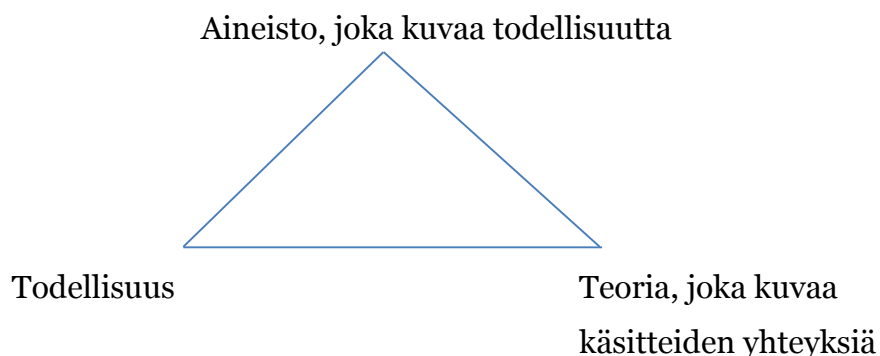 Aineisto, joka kuvaa todellisuutta
Todellisuus
Teoria, joka kuvaa
käsitteiden yhteyksiä